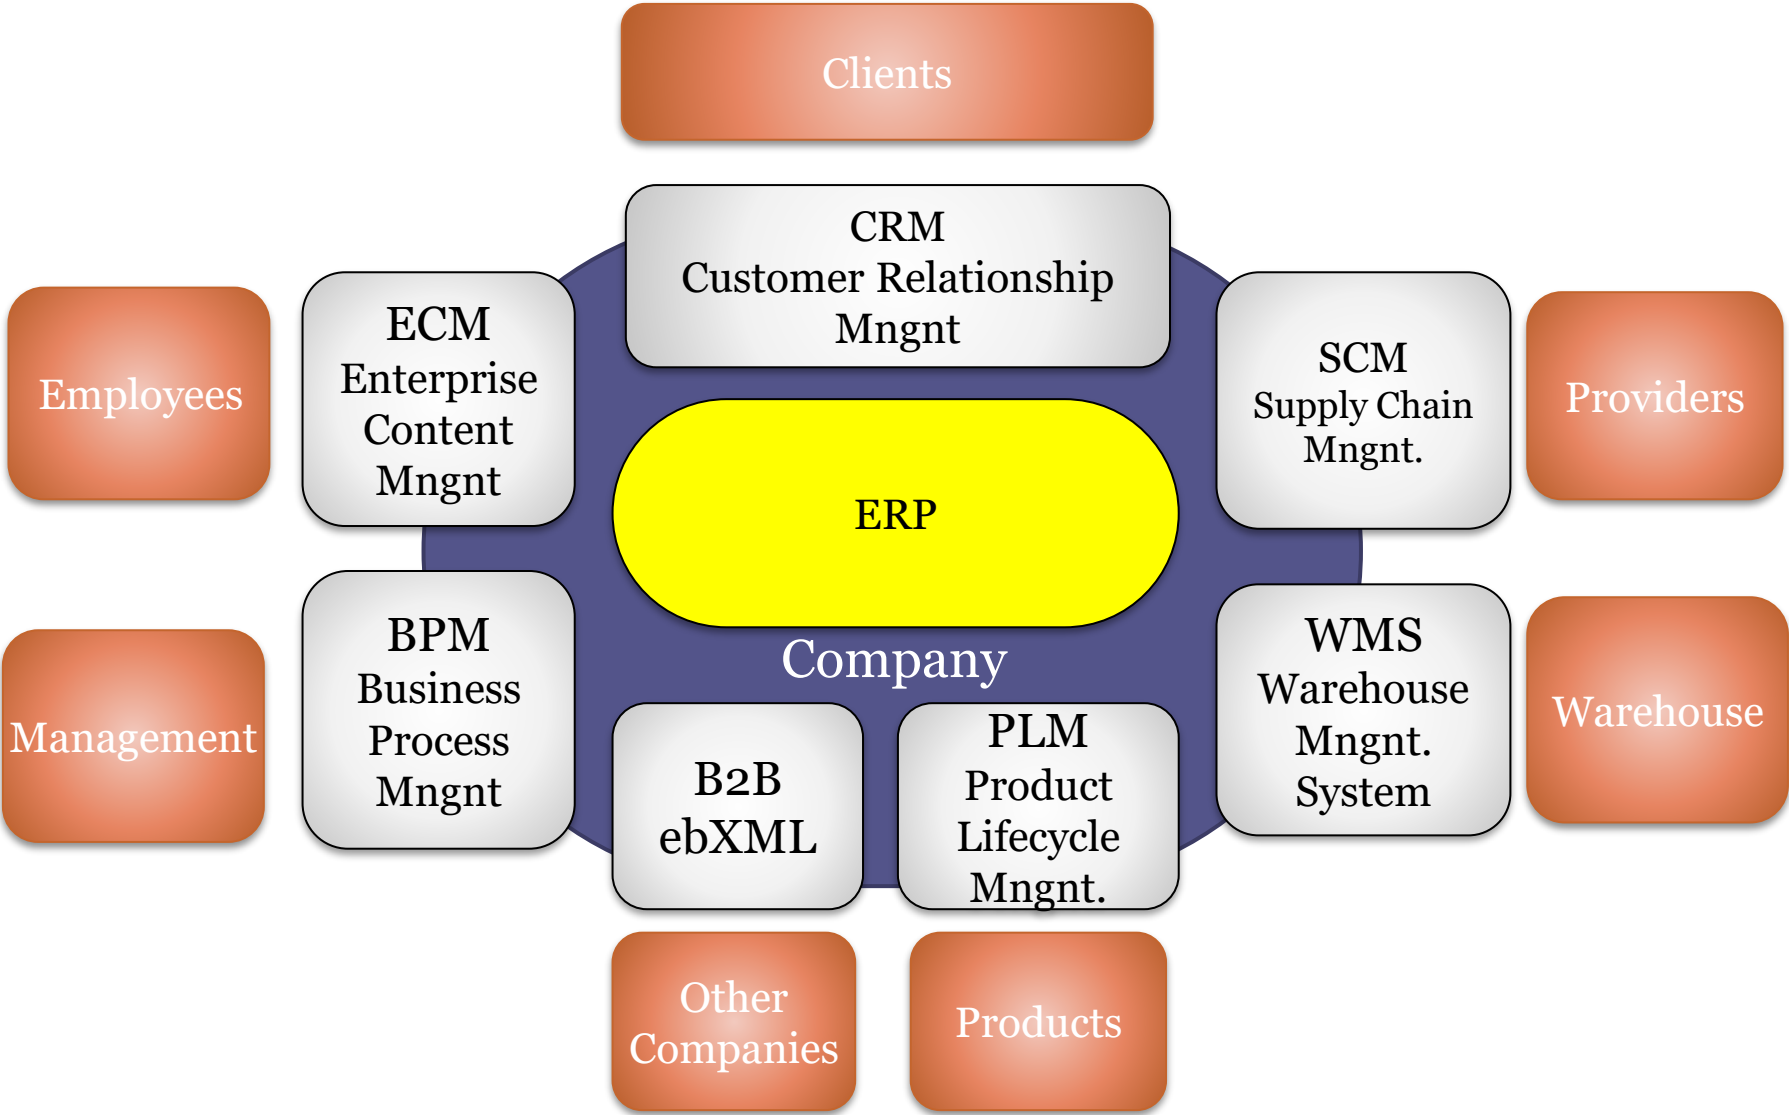 Clients
CRM
Customer Relationship
Mngnt
Employees
ECM
Enterprise
Content
Mngnt
SCM
Supply Chain
Mngnt.
Providers
ERP
Company
Management
BPM
Business
Process
Mngnt
B2B
ebXML
PLM
Product
Lifecycle
Mngnt.
WMS
Warehouse
Mngnt.
System
Warehouse
Other
Companies
Products